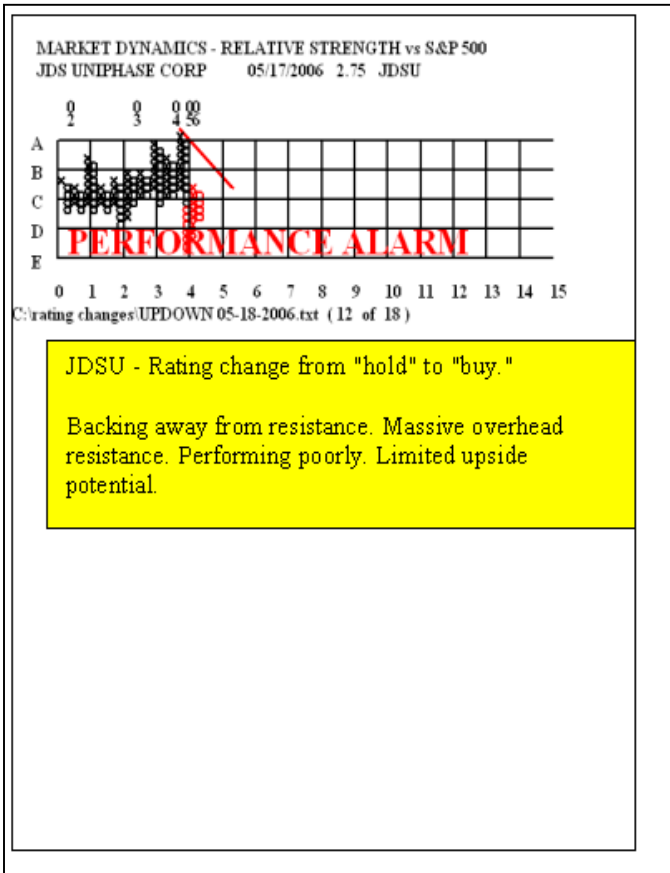 MARKET DYNAMICS - RELATIVE STRENGTH vs S&P 500
JDS UNIPHASE CORP 05/17/2006 2.75 JDSU
0 0 0 00
2 3 4 56
A
B
C
D
PERFORMANCE ALARM
E
0 1 2 3 4 5 6 7 8 9 10 11 12 13 14 15
C:\rating changes\UPDOWN 05-18-2006.txt ( 12 of 18 )
JDSU - Rating change from "hold" to "buy."
Backing away from resistance. Massive overhead
resistance. Performing poorly. Limited upside
potential.